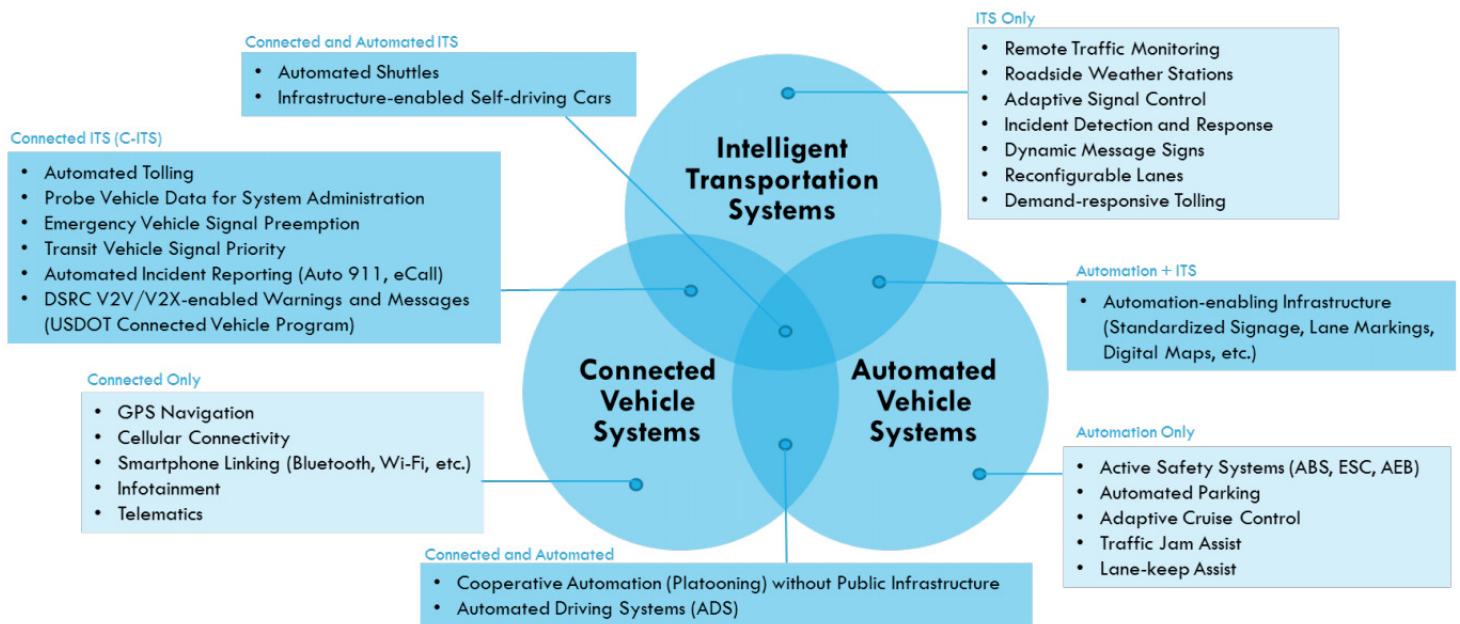 Connected and Automated ITS
• Automated Shuttles
• Infrastructure-enabled Self-driving Cars
ITS Only
• Remote Traffic Monitoring
• Roadside Weather Stations
• Adaptive Signal Control
• Incident Detection and Response
• Dynamic Message Signs
• Reconfigurable Lanes
• Demand-responsive Tolling
Connected ITS (C-ITS)
• Automated Tolling
• Probe Vehicle Data for System Administration
• Emergency Vehicle Signal Preemption
• Transit Vehicle Signal Priority
• Automated Incident Reporting (Auto 911, eCall)
• DSRC V2V/V2X-enabled Warnings and Messages
(USDOT Connected Vehicle Program)
Intelligent
Transportation
Systems
Automation + ITS
• Automation-enabling Infrastructure
(Standardized Signage, Lane Markings,
Digital Maps, etc.)
Connected Only
• GPS Navigation
• Cellular Connectivity
• Smartphone Linking (Bluetooth, Wi-Fi, etc.)
• Infotainment
• Telematics
Connected
Vehicle
Systems
Automated
Vehicle
Systems
Automation Only
• Active Safety Systems (ABS, ESC, AEB)
• Automated Parking
• Adaptive Cruise Control
• Traffic Jam Assist
• Lane-keep Assist
Connected and Automated
• Cooperative Automation (Platooning) without Public Infrastructure
• Automated Driving Systems (ADS)